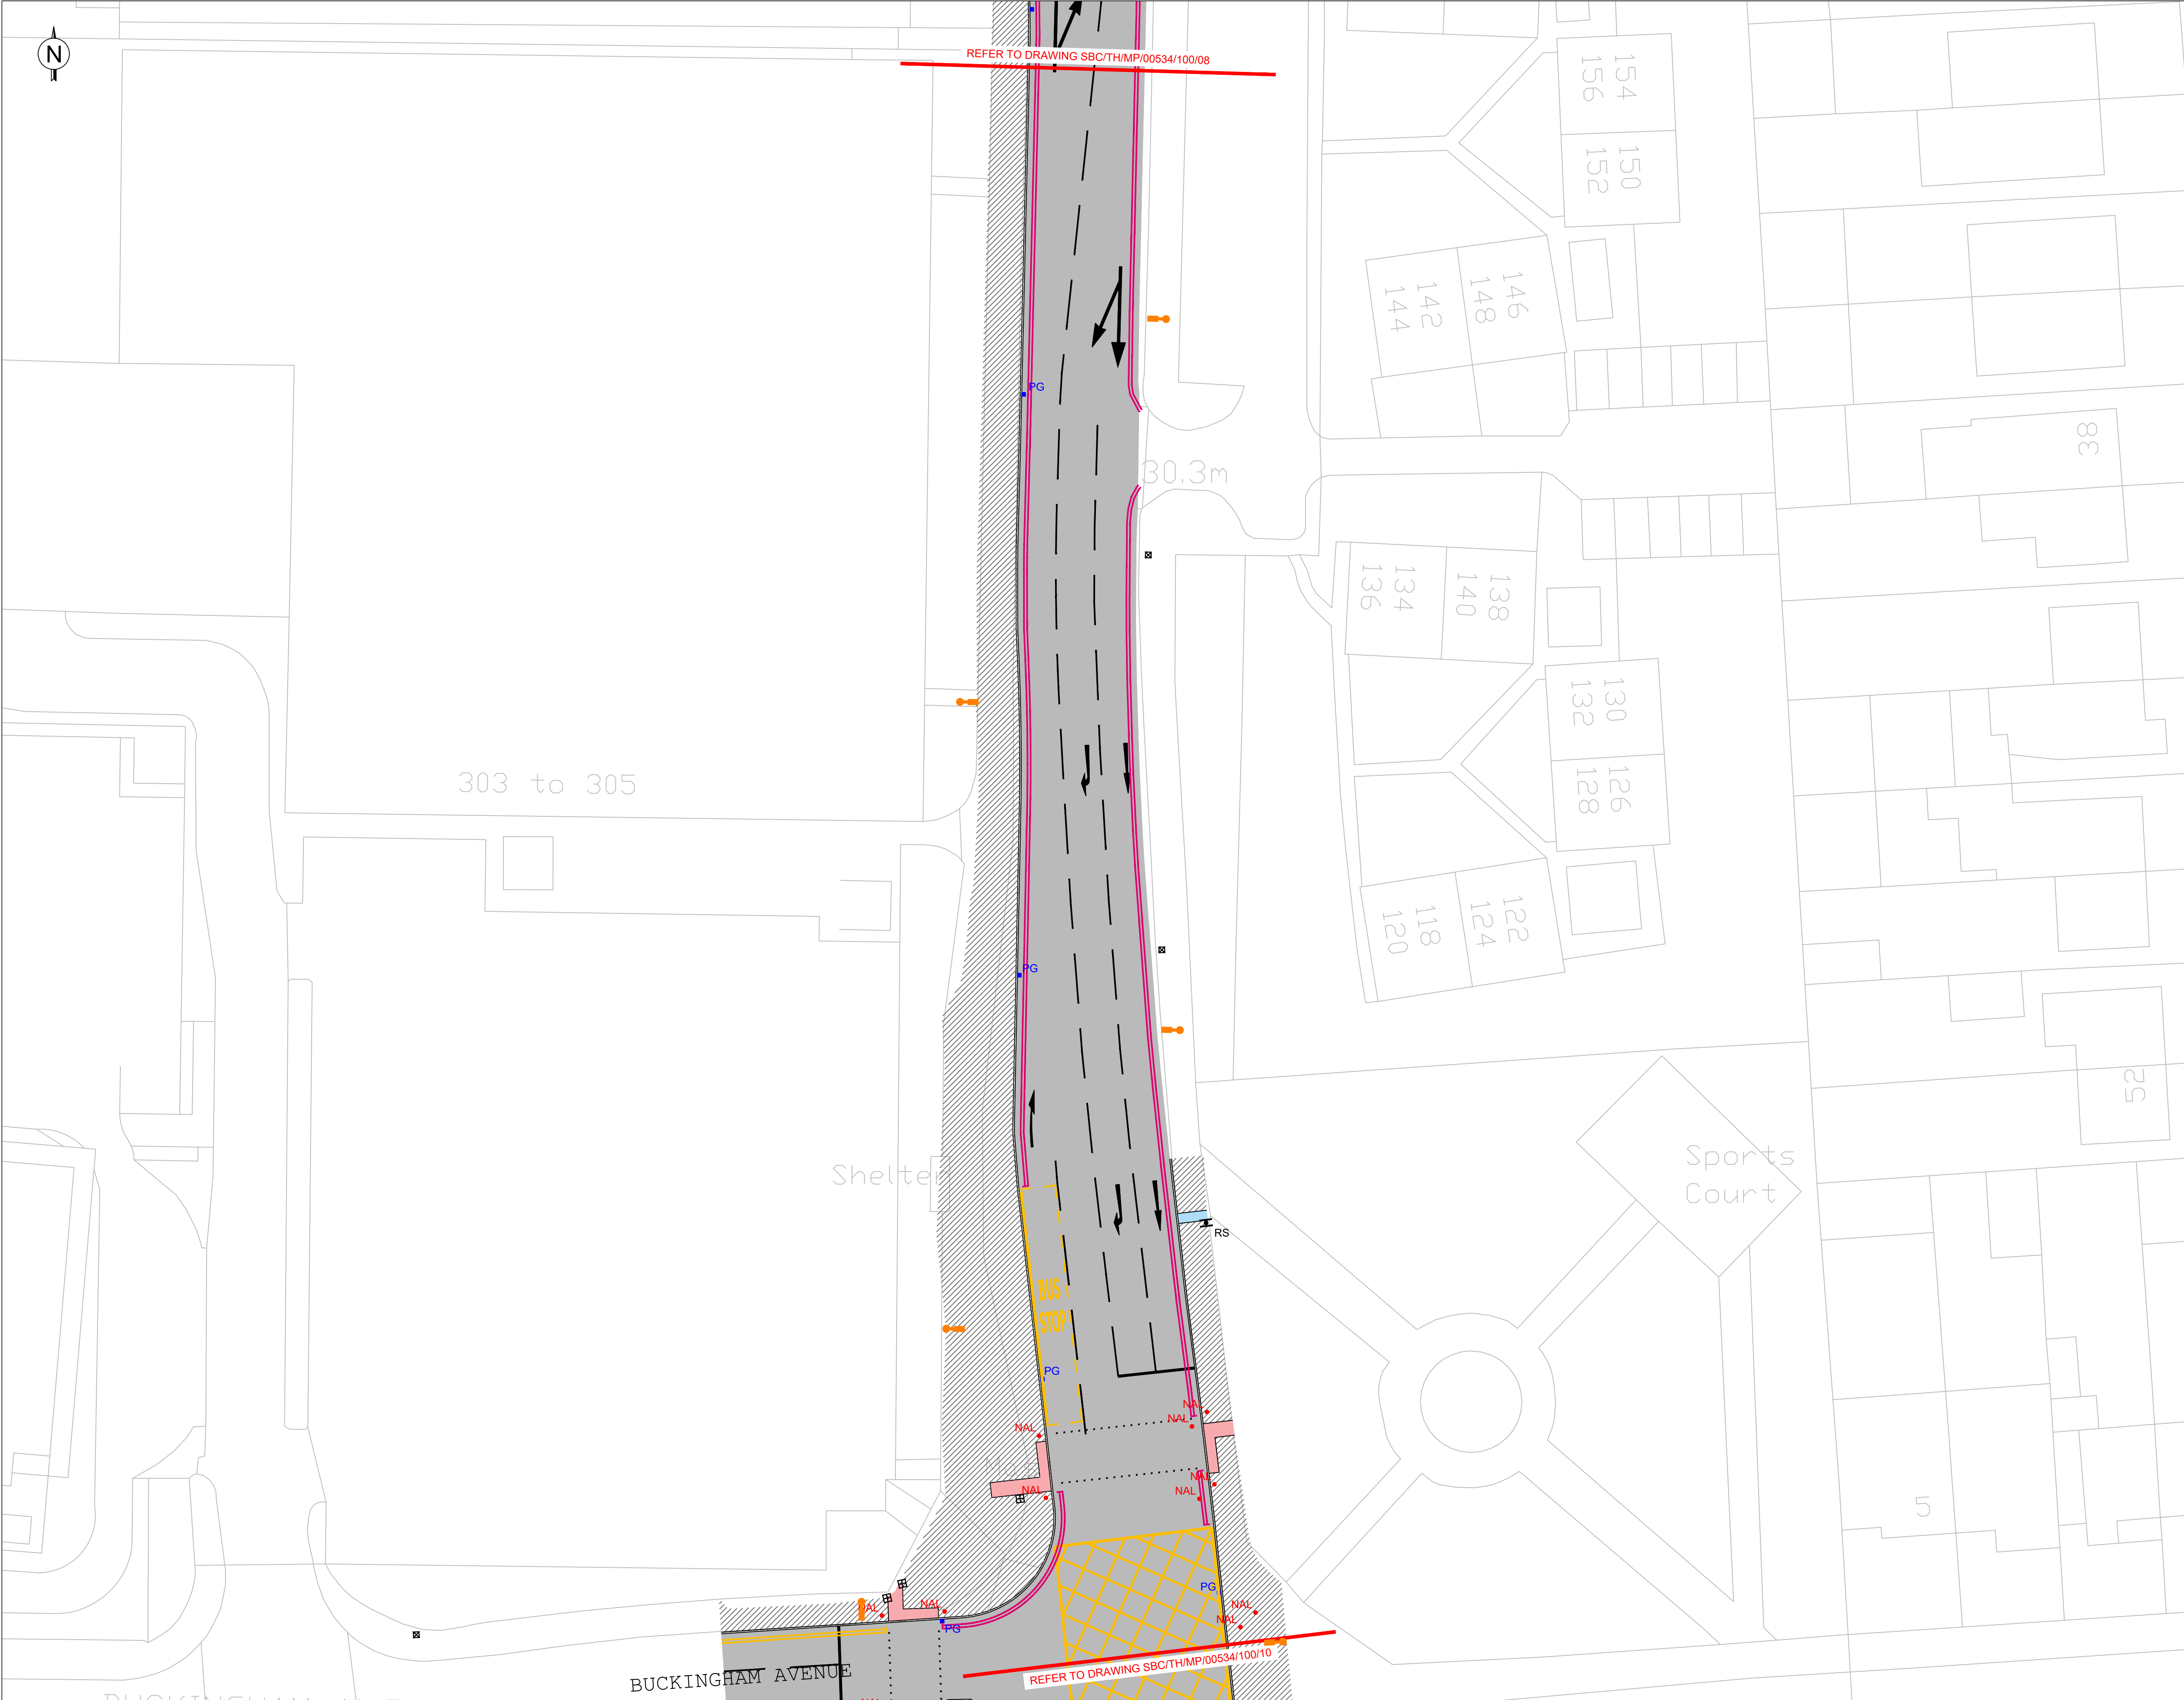 N
REFER TO DRAWING SBC/TH/MP/00534/100/08
154
156
150
152
146
148
142
144
PG
38
30.3m
138
140
134
136
130
132
126
128
303 to 305
122
124
118
120
PG
25
Shelter
Sports
Court
RS
BUS
STOP
PG
NAL
NAL
NAL
NAL
NAL
NAL
5
PG
NAL
NAL
NAL
NAL
PG
BUCKINGHAM AVENUE
REFER TO DRAWING SBC/TH/MP/00534/100/10